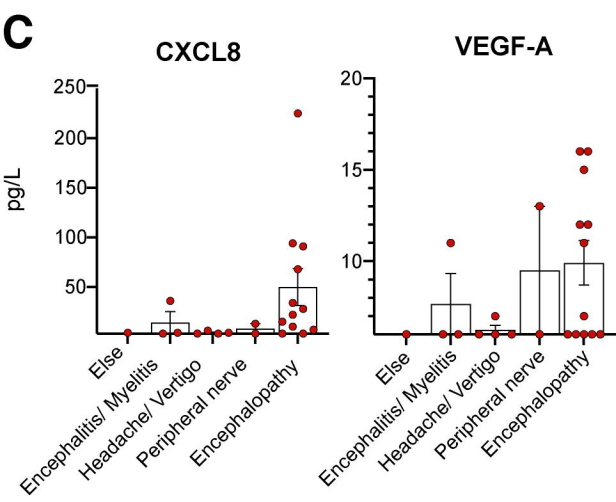 C
CXCL8
VEGF-A
pg/L
250
200
150
100
50
20
15
10
Else
Encephalitis/ Myelitis
Headache/ Vertigo
Peripheral nerve
Encephalopathy
Else
Encephalitis/ Myelitis
Headache/ Vertigo
Peripheral nerve
Encephalopathy